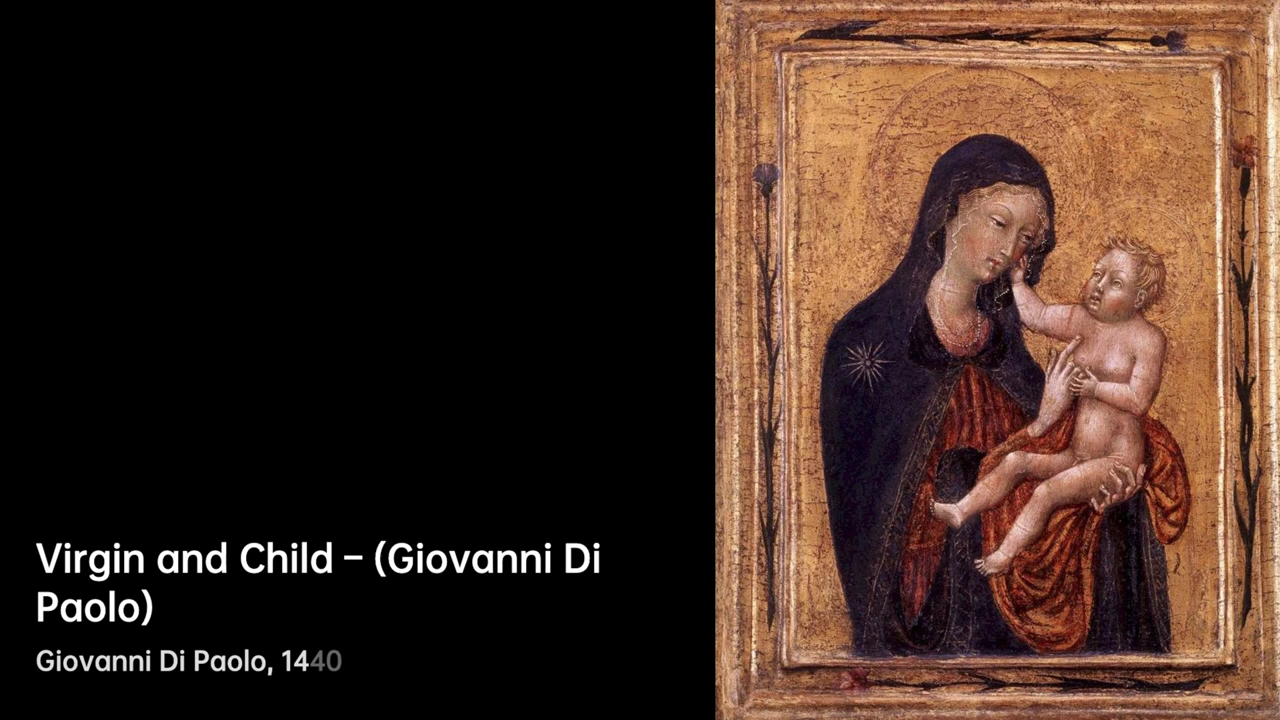 Virgin and Child – (Giovanni Di
Paolo)
Giovanni Di Paolo, 1440